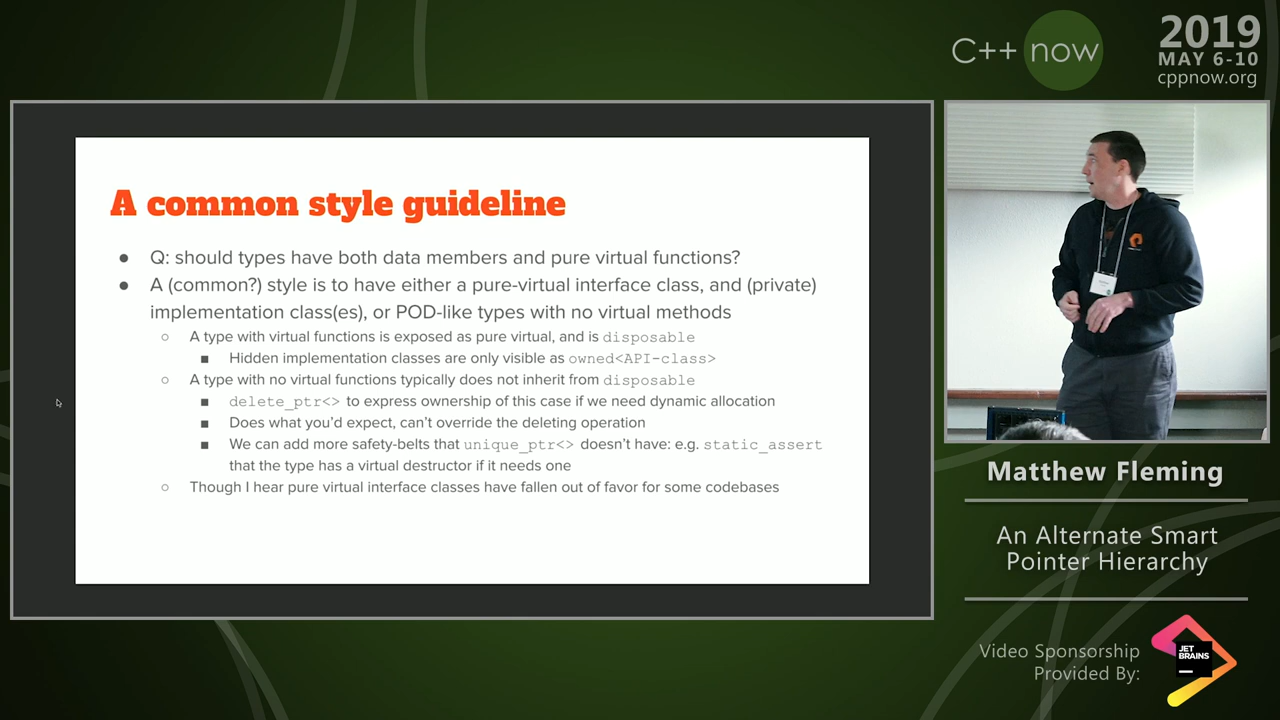 C++ now
2019
MAY 6-10
cppnow.org
A common style guideline
● Q: should types have both data members and pure virtual functions?
● A (common?) style is to have either a pure-virtual interface class, and (private)
implementation class(es), or POD-like types with no virtual methods
○ A type with virtual functions is exposed as pure virtual, and is disposable
■ Hidden implementation classes are only visible as owned<API-class>
○ A type with no virtual functions typically does not inherit from disposable
■ delete_ptr<> to express ownership of this case if we need dynamic allocation
■ Does what you'd expect, can't override the deleting operation
■ We can add more safety-belts that unique_ptr<> doesn't have: e.g. static_assert
that the type has a virtual destructor if it needs one
○ Though I hear pure virtual interface classes have fallen out of favor for some codebases
Matthew Fleming
An Alternate Smart
Pointer Hierarchy
Video Sponsorship
Provided By:
JET
BRAINS